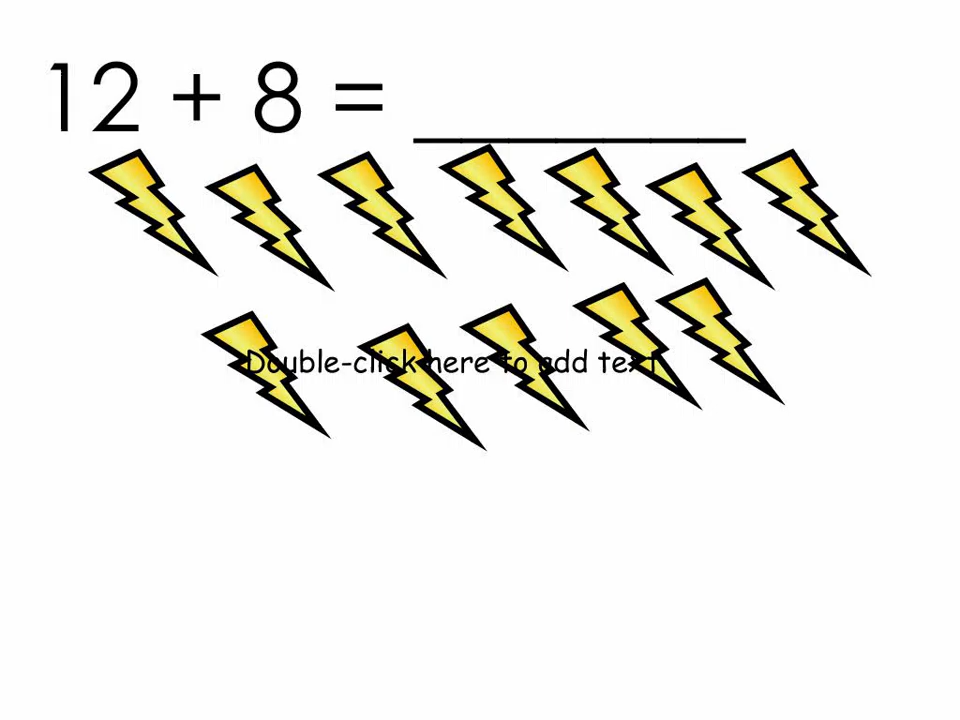 12 + 8 = _______
Double-click here to add text